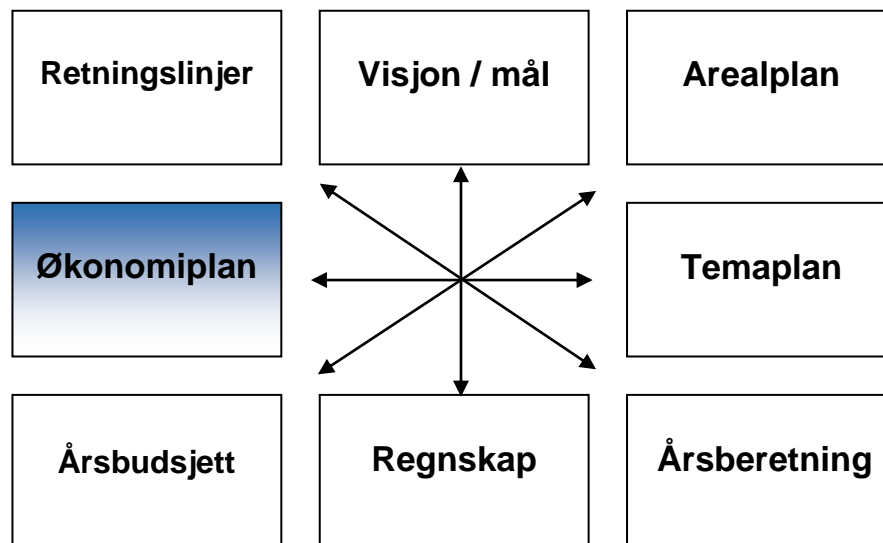 Retningslinjer
Visjon / mål
Arealplan
Økonomiplan
Temaplan
Årsbudsjett
Regnskap
Årsberetning